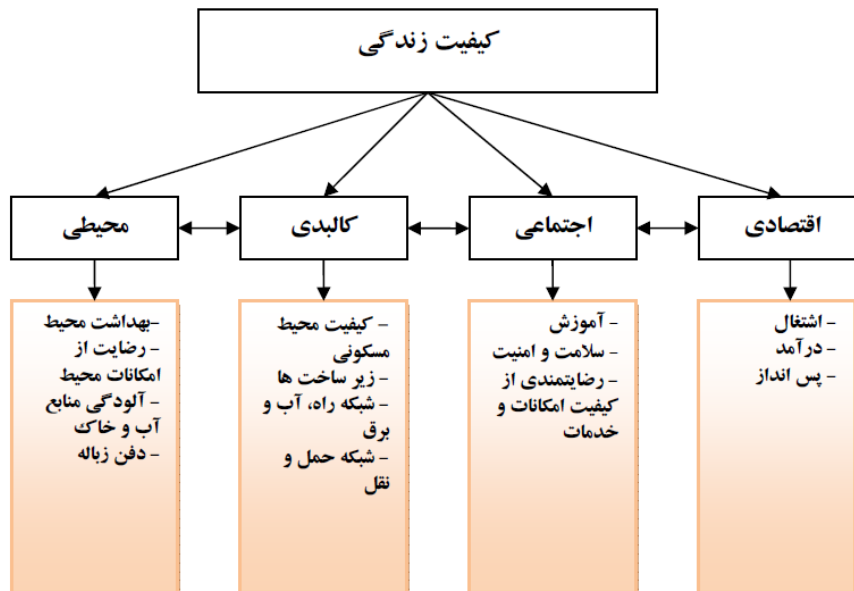 کیفیت زندگی
اقتصادی
اجتماعی
کالبدی
محیطی
- اشتغال
- درآمد
- پس انداز
- آموزش
- سلامت و امنیت
- رضایتمندی از
کیفیت امکانات و
خدمات
- کیفیت محیط
مسکونی
- زیر ساخت ها
- شبکه راه، آب و
برق
- شبکه حمل و
نقل
-بهداشت محیط
- رضایت از
امکانات محیط
- آلودگی منابع
آب و خاک
- دفن زباله